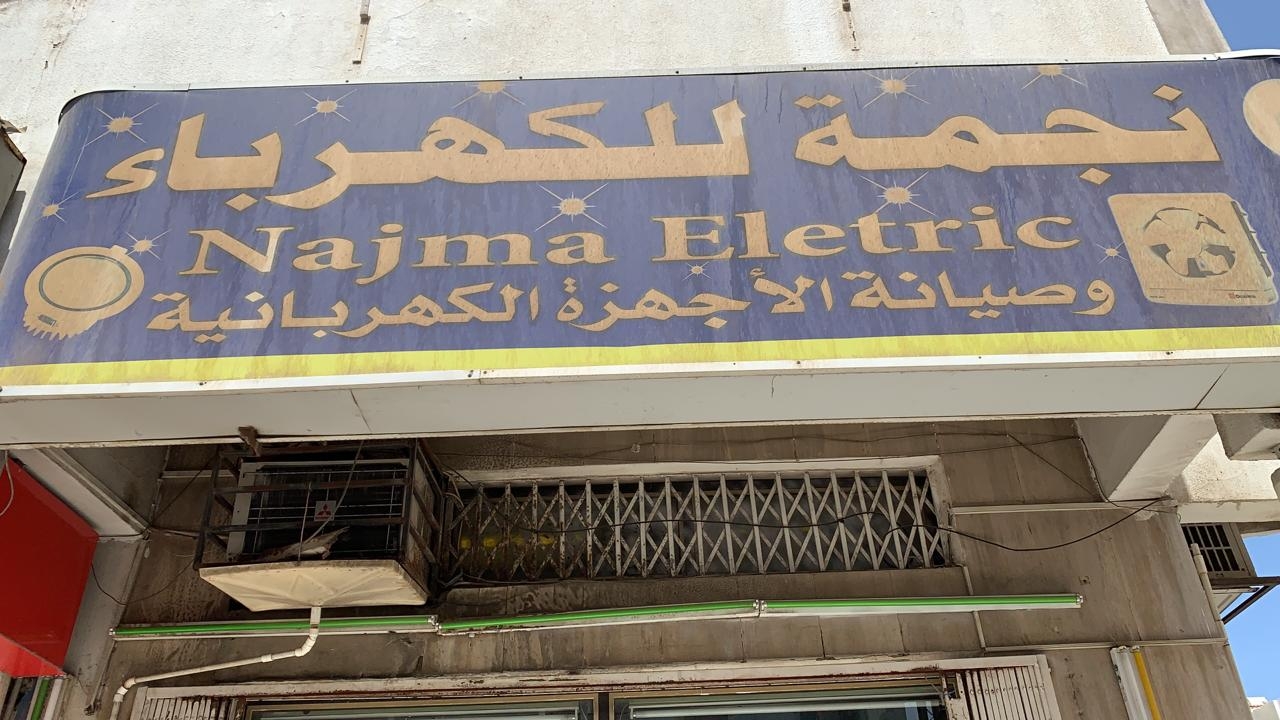 نجمة للكهرباء
Najma Eletric
وصيانة الأجهزة الكهربانية